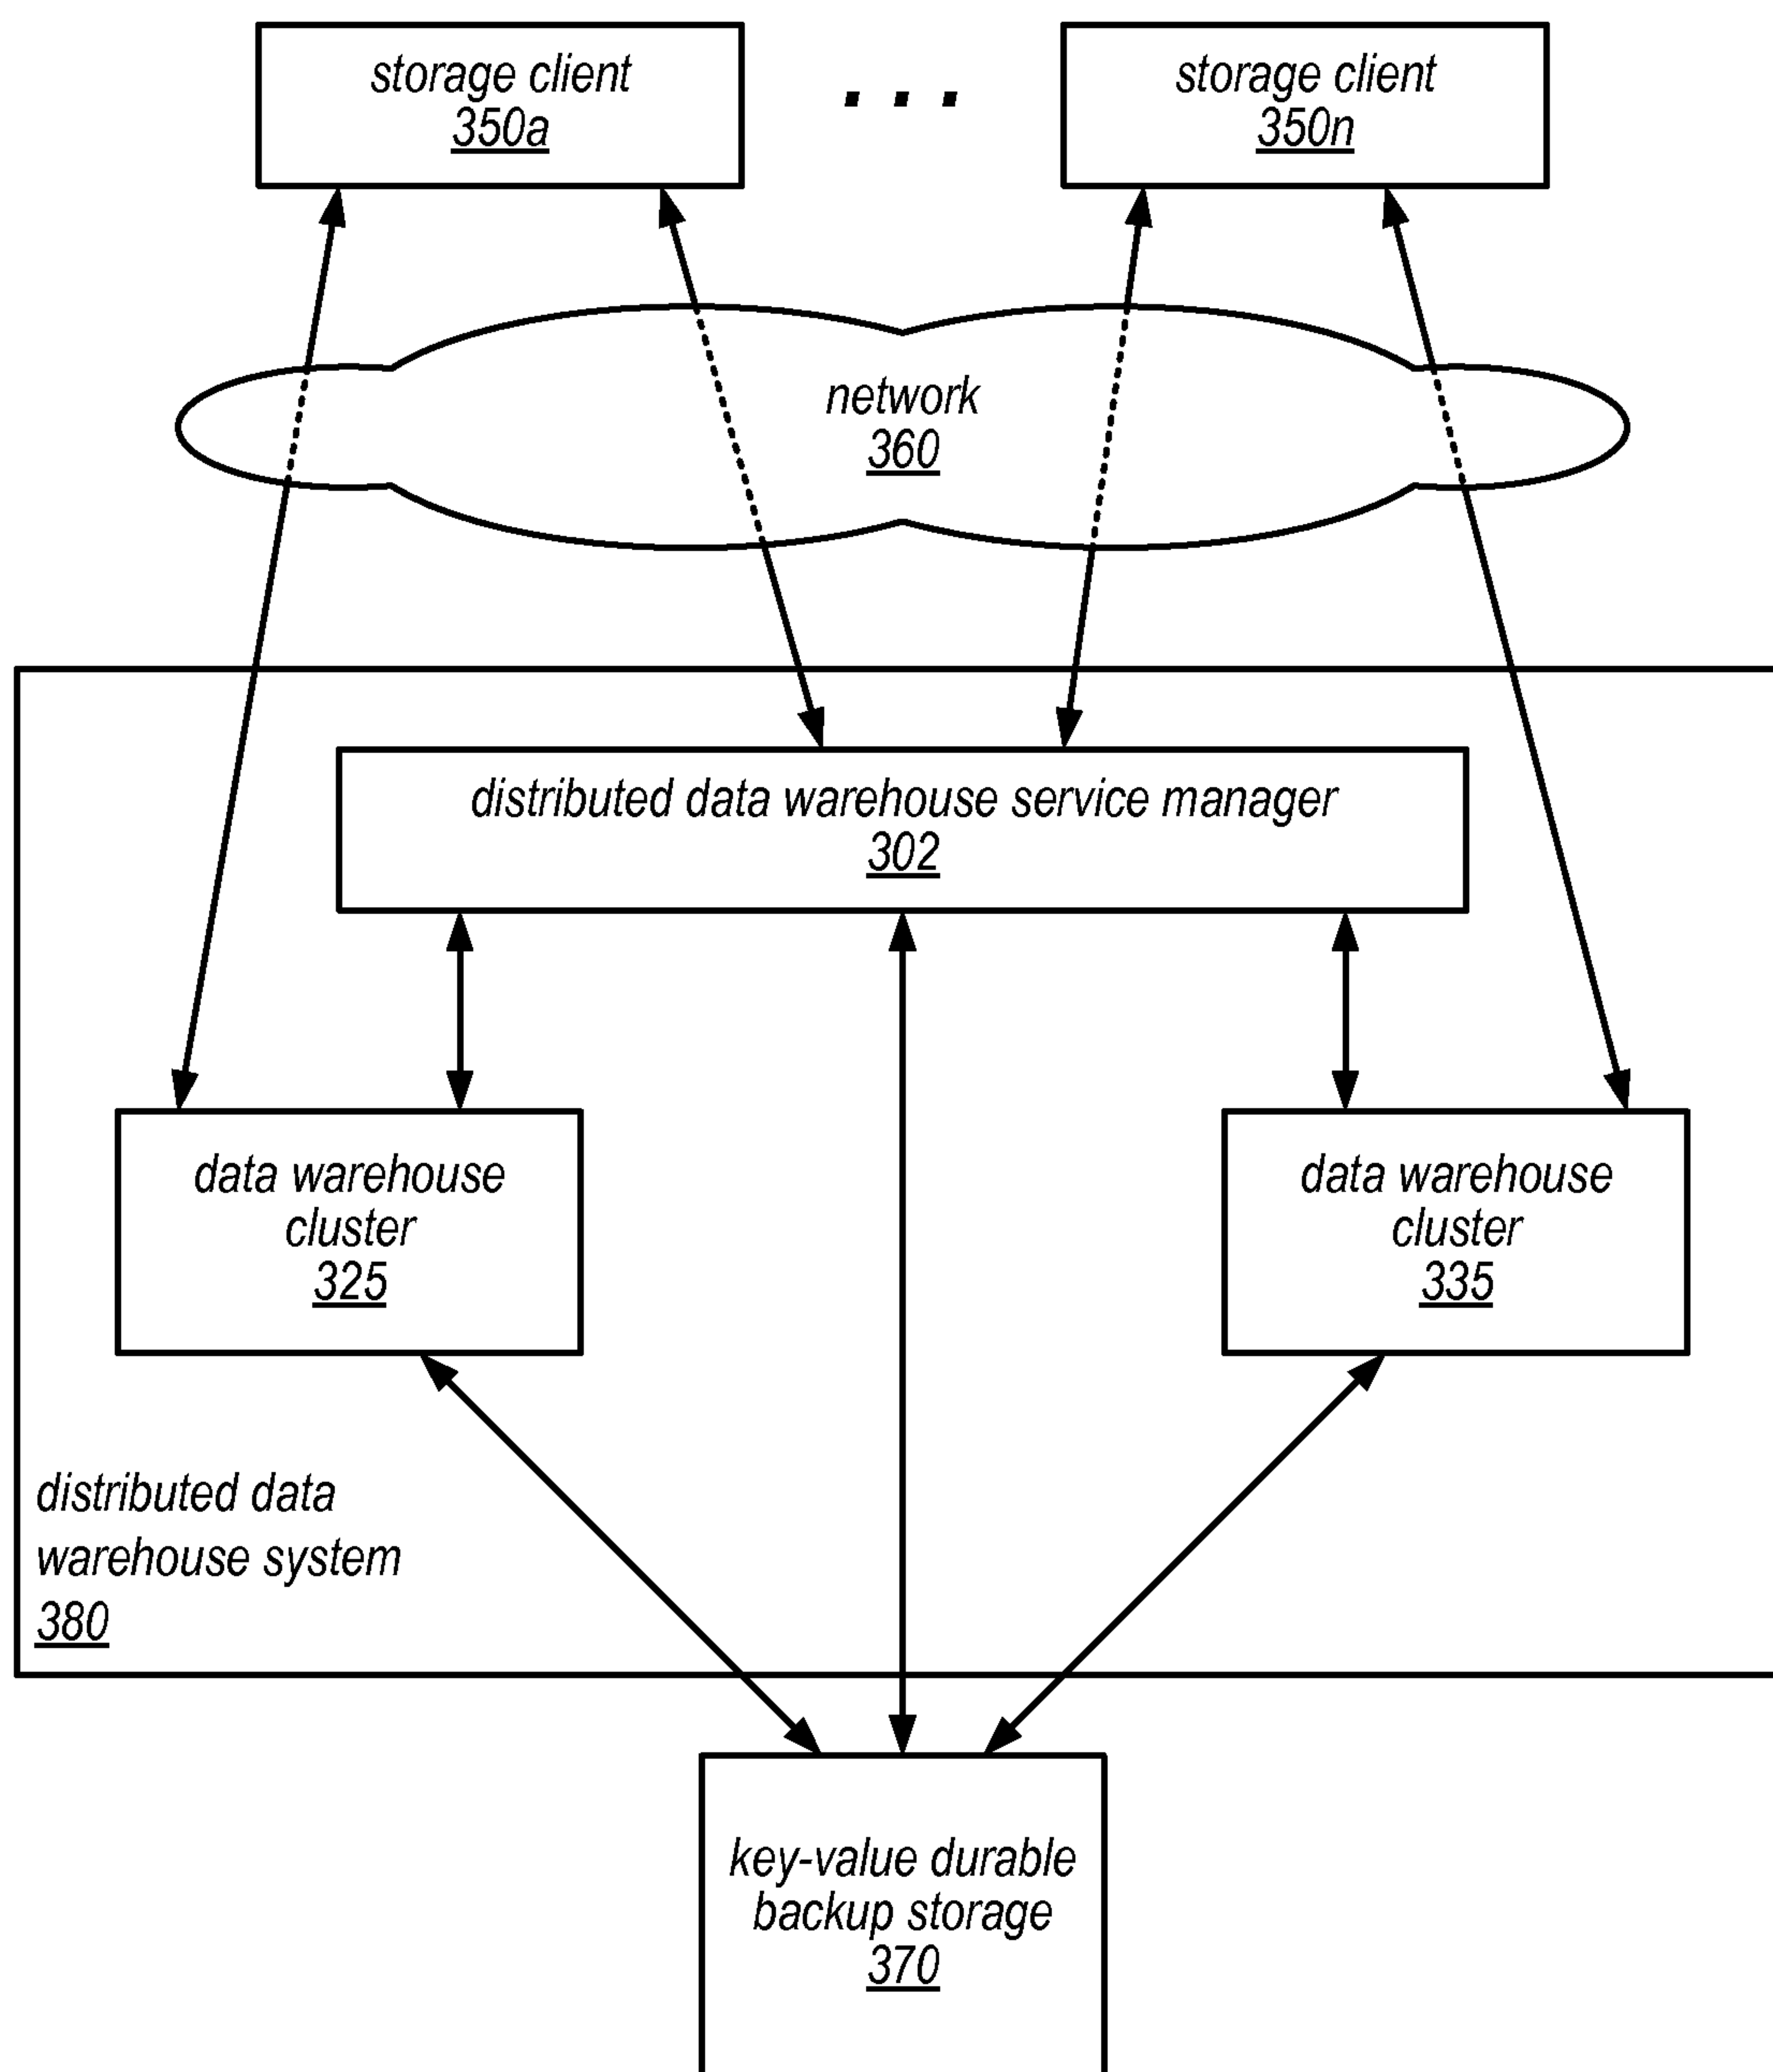 storage client
350a
. . .
storage client
350n
network
360
distributed data warehouse service manager
302
data warehouse
cluster
325
data warehouse
cluster
335
distributed data
warehouse system
380
key-value durable
backup storage
370